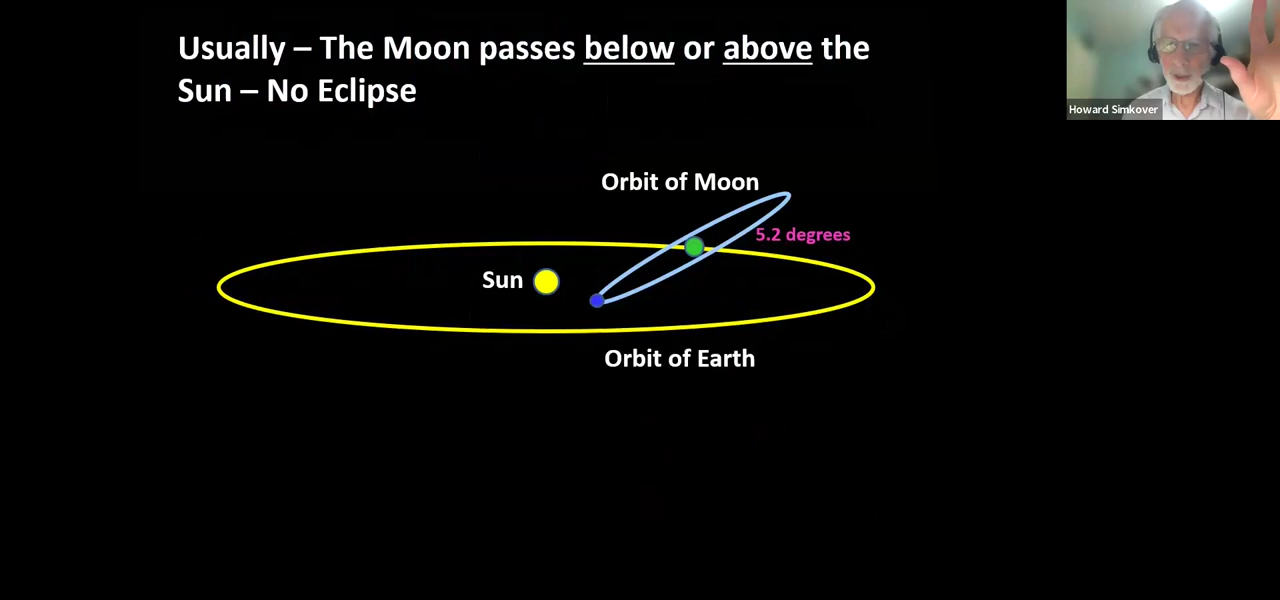 Usually – The Moon passes below or above the
Sun – No Eclipse
Howard Simkover
Orbit of Moon
5.2 degrees
Sun
Orbit of Earth